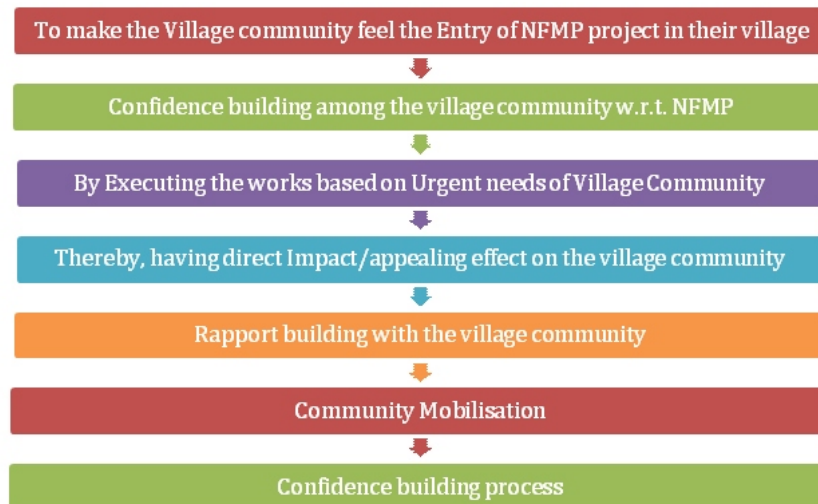 To make the Village community feel the Entry of NFMP project in their village
Confidence building among the village community w.r.t. NFMP
By Executing the works based on Urgent needs of Village Community
Thereby, having direct Impact/appealing effect on the village community
Rapport building with the village community
Community Mobilisation
Confidence building process